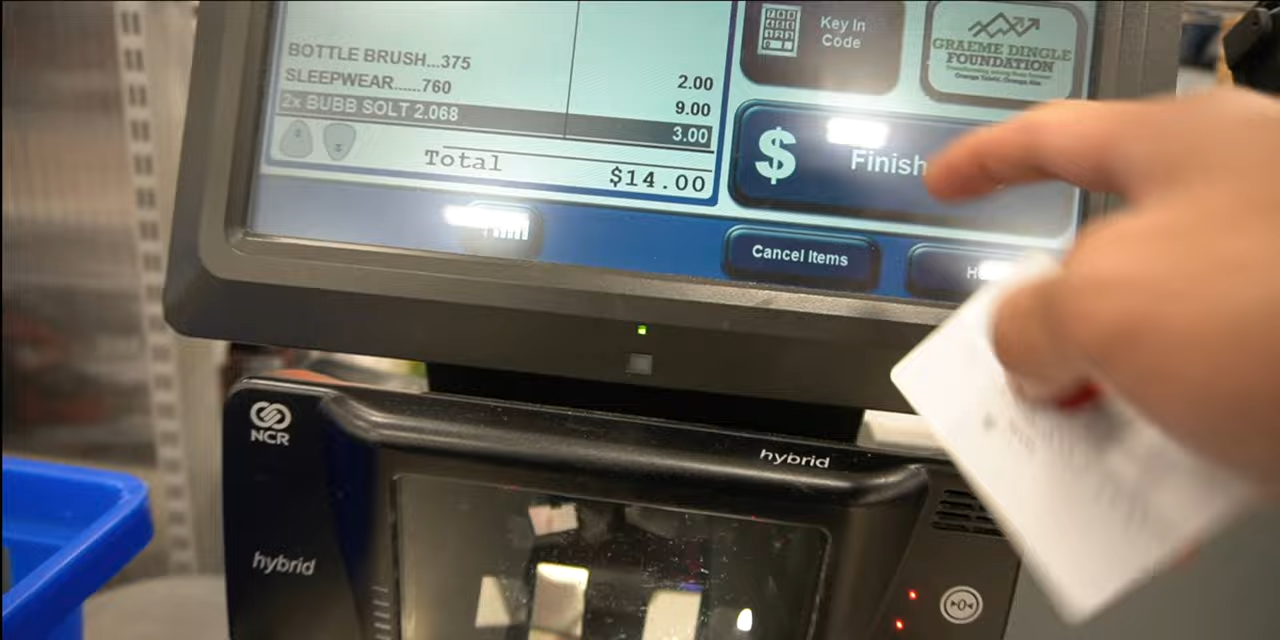 BOTTLE BRUSH...375
2.00
SLEEPWEAR......760
9.00
2x BUBB SOLT 2.068
3.00
Total
$14.00
Key In
Code
GRAEME DINGLE
FOUNDATION
$
Finish
Cancel Items
NCR
hybrid
hybrid
0